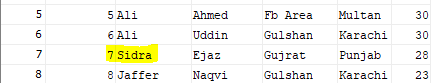 5 5 Ali Ahmed Fb Area Multan 30
6 6 Ali Uddin Gulshan Karachi 30
7 7 Sidra Ejaz Gujrat Punjab 28
8 8 Jaffer Naqvi Gulshan Karachi 23